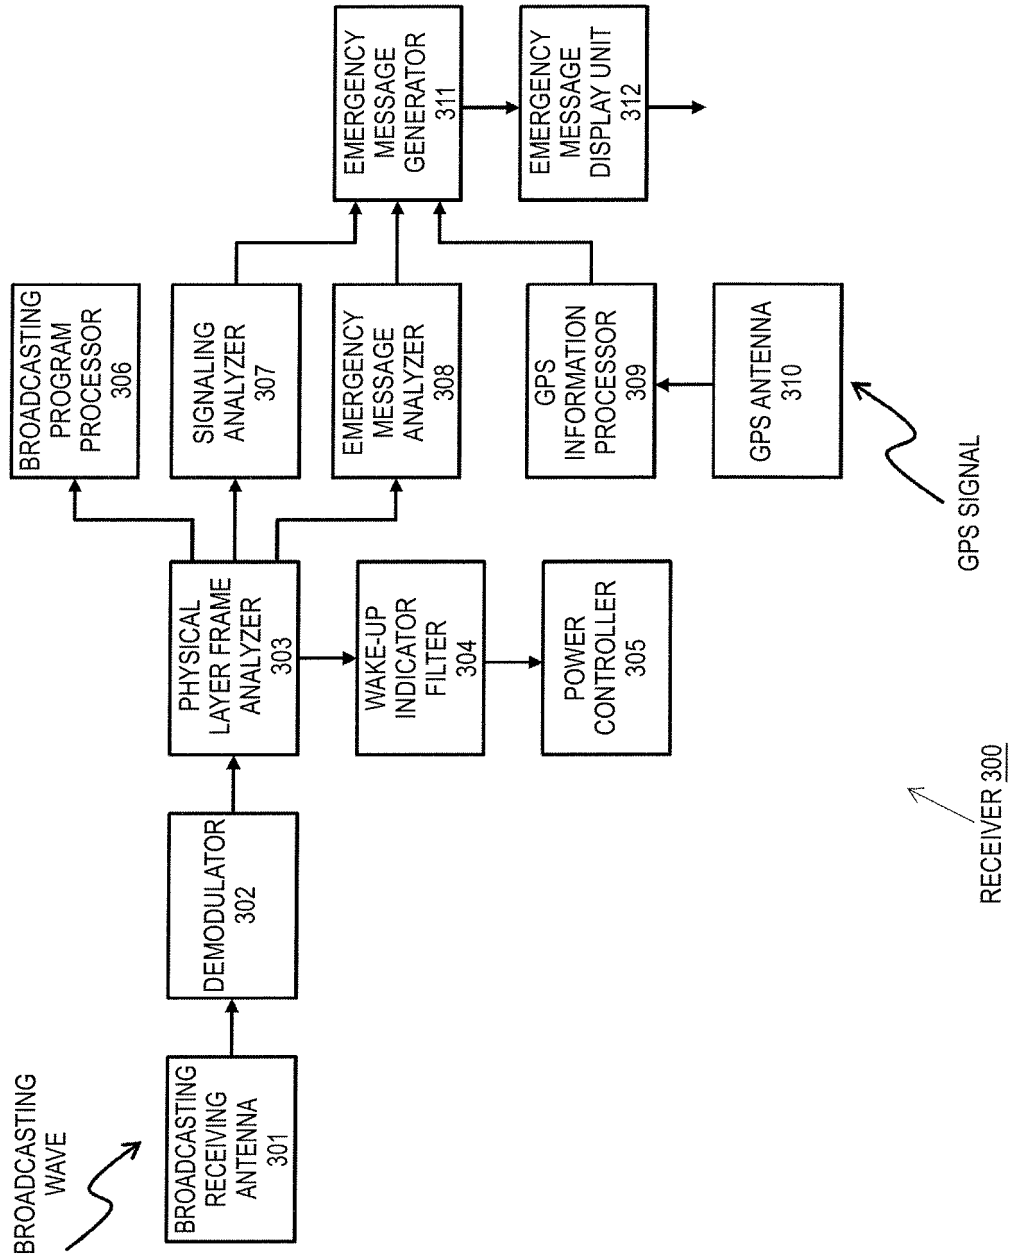 BROADCASTING
WAVE
BROADCASTING
RECEIVING
ANTENNA
301
DEMODULATOR
302
PHYSICAL
LAYER FRAME
ANALYZER
303
WAKE-UP
INDICATOR
FILTER
304
POWER
CONTROLLER
305
BROADCASTING
PROGRAM
PROCESSOR
306
SIGNALING
ANALYZER
307
EMERGENCY
MESSAGE
ANALYZER
308
GPS
INFORMATION
PROCESSOR
309
GPS ANTENNA
310
GPS SIGNAL
EMERGENCY
MESSAGE
GENERATOR
311
EMERGENCY
MESSAGE
DISPLAY UNIT
312
RECEIVER 300